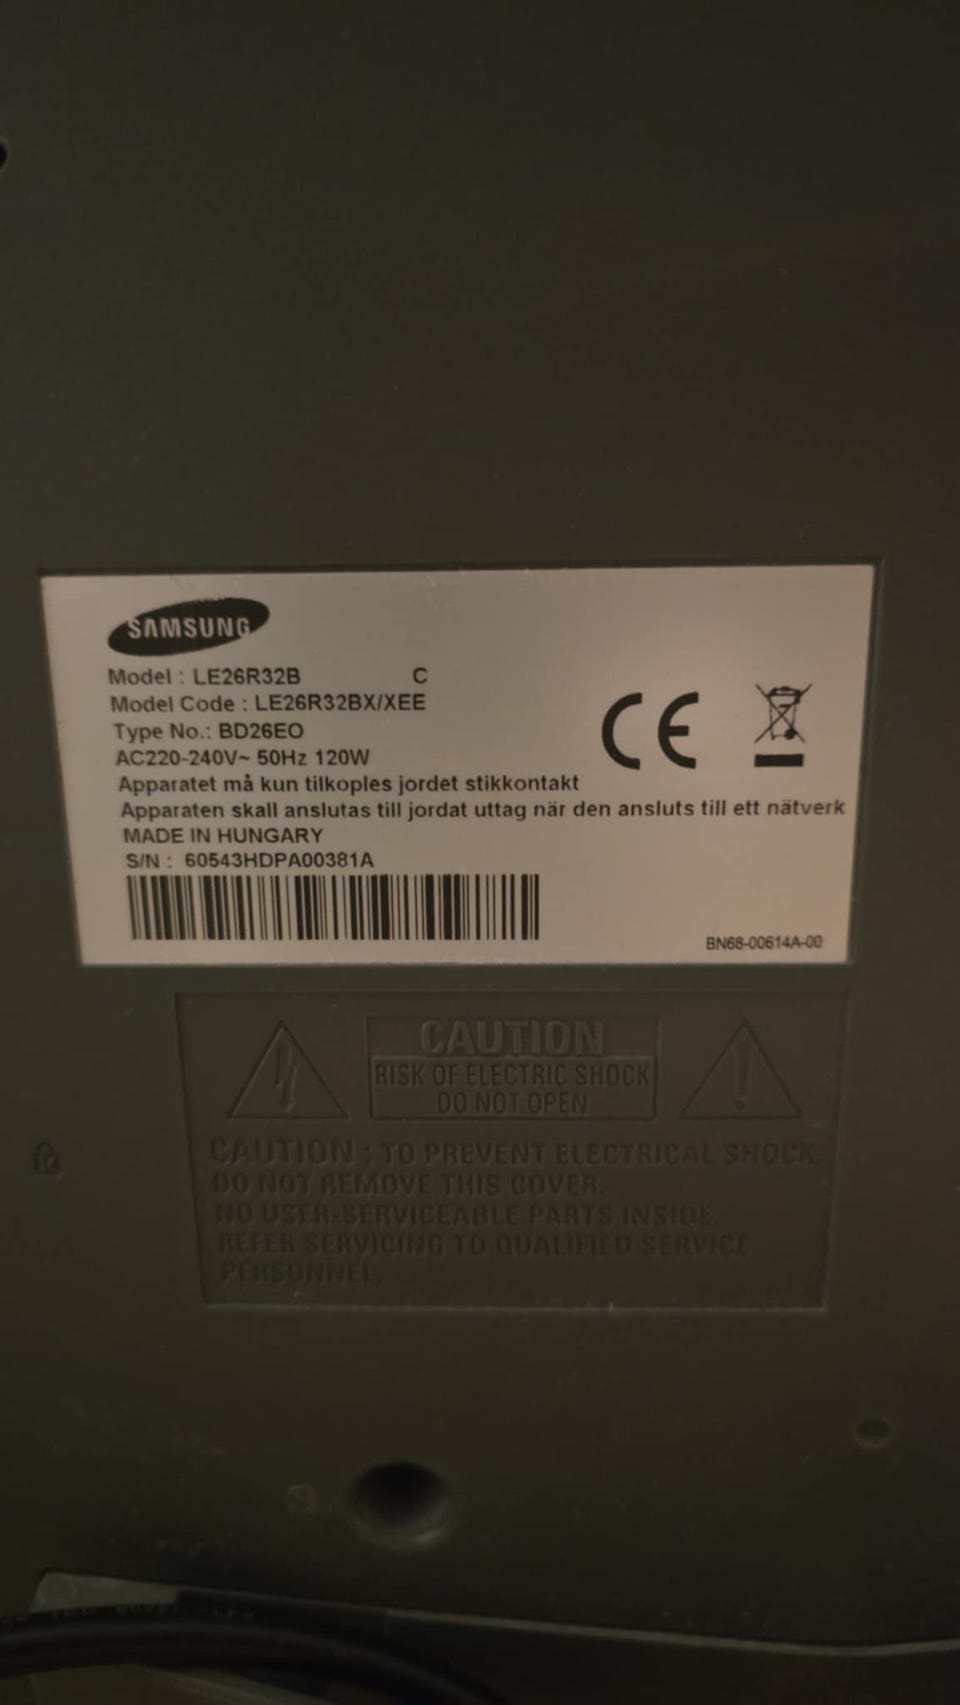 SAMSUNG
Model : LE26R32B C
Model Code : LE26R32BX/XEE
Type No.: BD26EO
AC220-240V~ 50Hz 120W
Apparatet må kun tilkoples jordet stikkontakt
Apparaten skall anslutas till jordat uttag när den ansluts till ett nätverk
MADE IN HUNGARY
S/N : 60543HDPA00381A
BN68-00614A-00
CE
CAUTION
RISK OF ELECTRIC SHOCK
DO NOT OPEN
CAUTION : TO PREVENT ELECTRICAL SHOCK,
DO NOT REMOVE THIS COVER.
NO USER-SERVICEABLE PARTS INSIDE.
REFER SERVICING TO QUALIFIED SERVICE
PERSONNEL.